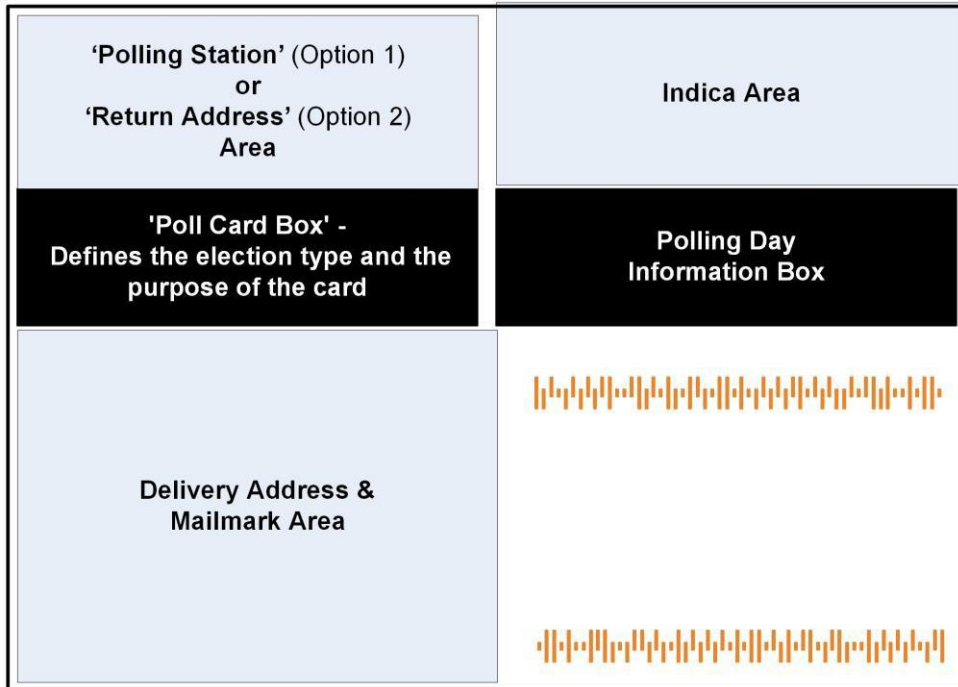 ‘Polling Station’ (Option 1)
or
‘Return Address’ (Option 2)
Area
Indica Area
'Poll Card Box' -
Defines the election type and the
purpose of the card
Polling Day
Information Box
Delivery Address &
Mailmark Area